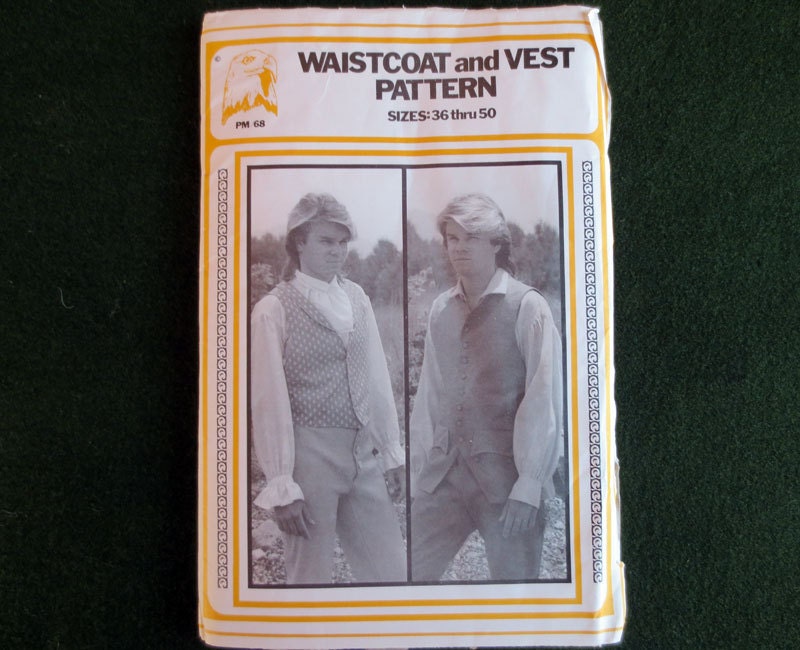 WAISTCOAT and VEST
PATTERN
SIZES: 36 thru 50
PM 68